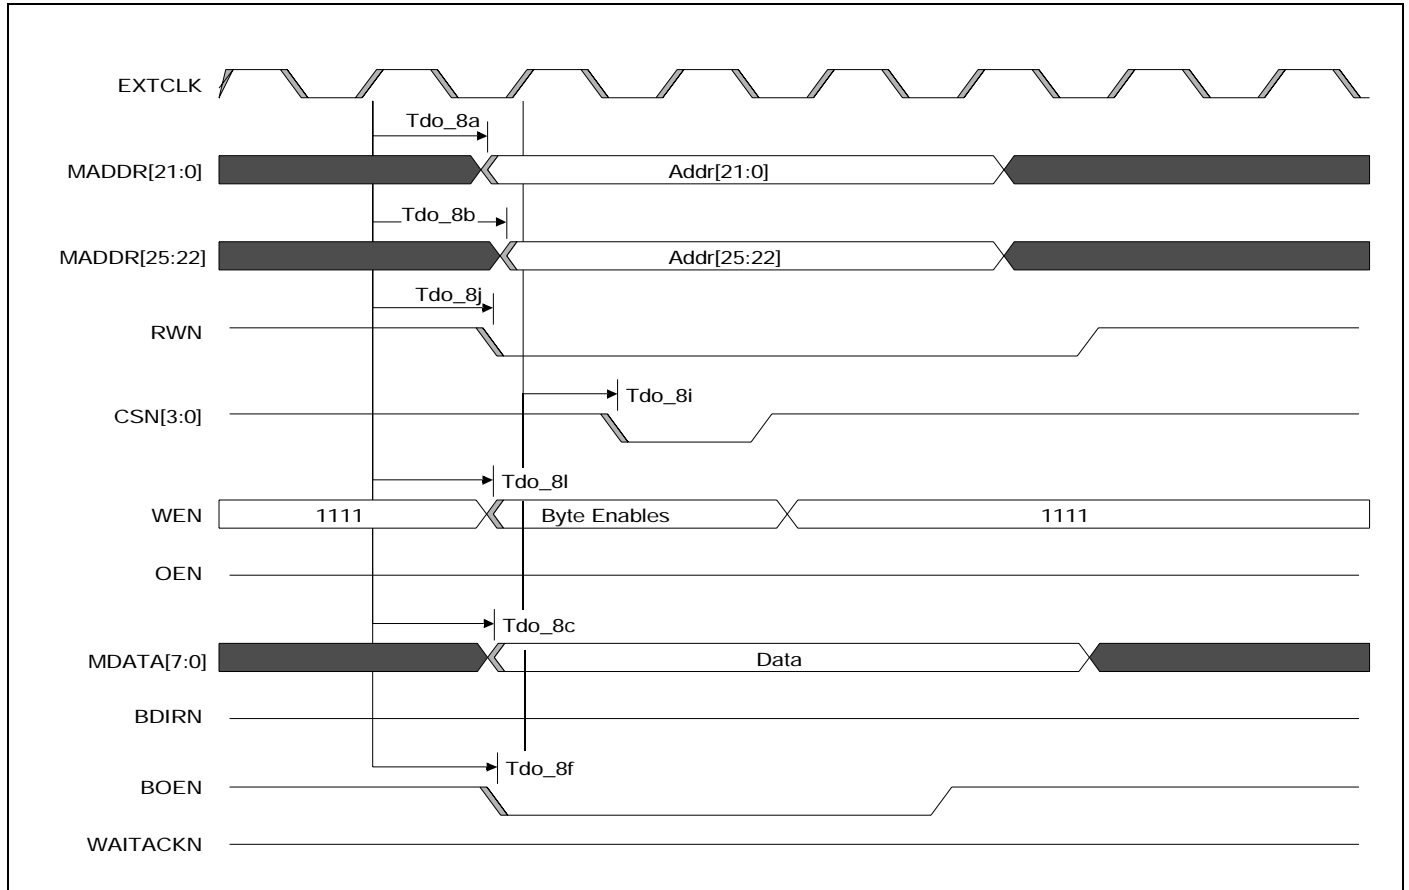 EXTCLK
Tdo_8a
MADDR[21:0] Addr[21:0]
Tdo_8b
MADDR[25:22] Addr[25:22]
Tdo_8j
RWN
Tdo_8i
CSN[3:0]
Tdo_8l
WEN 1111 Byte Enables 1111
OEN
Tdo_8c
MDATA[7:0] Data
BDIRN
Tdo_8f
BOEN
WAITACKN